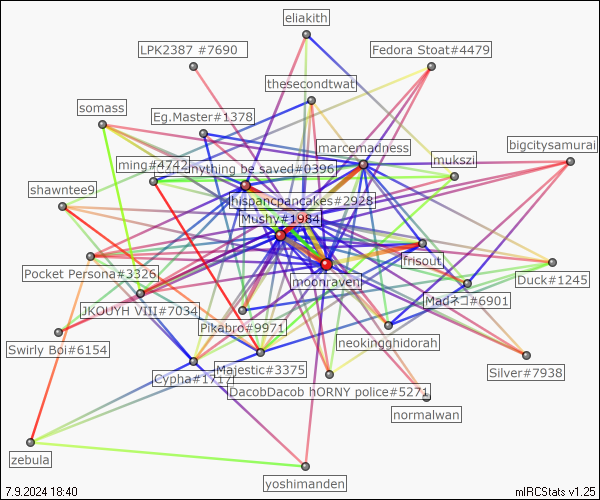 eliakith
LPK2387 #7690
Fedora Stoat#4479
thesecondtwat
somass
Eg.Master#1378
marcemadness
bigcitysamurai
ming#4742
nything be saved#0396
mukszi
shawntee9
hispancpancakes#2928
Mushy#1984
frisout
Pocket Persona#3326
moonraven
Duck#1245
JKOUYH VIII#7034
Madネコ#6901
Pikabro#9971
neokingghidorah
Swirly Boi#6154
Majestic#3375
Silver#7938
Cypha#1717
DacobDacob hORNY police#5271
normalwan
zebula
yoshimanden
7.9.2024 18:40
mIRCStats v1.25